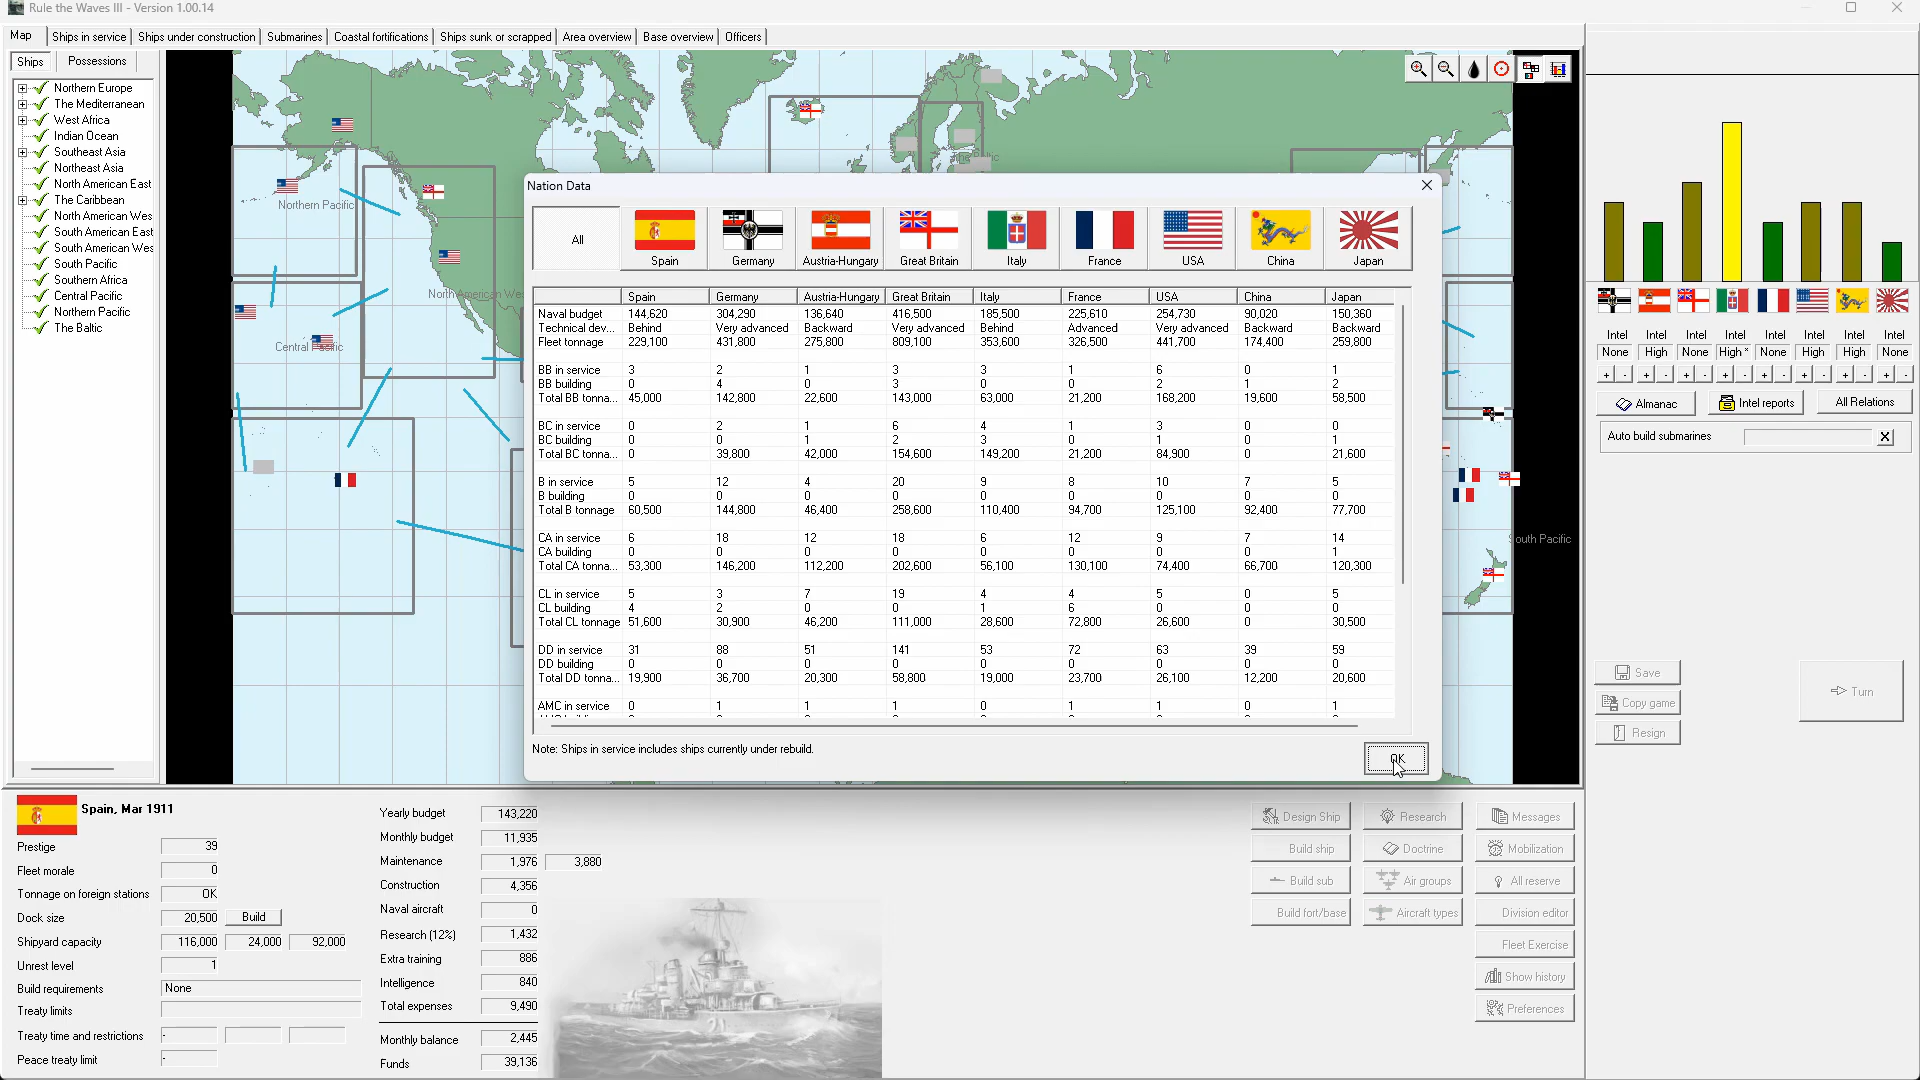 Rule the Waves III - Version 1.00.14
Map Ships in service Ships under construction Submarines Coastal fortifications Ships sunk or scrapped Area overview Base overview Officers
Ships Possessions
Northern Europe
The Mediterranean
West Africa
Indian Ocean
Southeast Asia
Northeast Asia
North American East
The Caribbean
North American Wes
South American East
South American Wes
South Pacific
Southern Africa
Central Pacific
Northern Pacific
The Baltic
Northern Pacific
North American We
Central Pacific
South Pacific
Nation Data
All Spain Germany Austria-Hungary Great Britain Italy France USA China Japan
Spain Germany Austria-Hungary Great Britain Italy France USA China Japan
Naval budget 144,620 304,290 136,640 416,500 185,500 225,610 254,730 90,020 150,360
Technical dev... Behind Very advanced Backward Very advanced Behind Advanced Very advanced Backward Backward
Fleet tonnage 229,100 431,800 275,800 809,100 353,600 326,500 441,700 174,400 259,800
BB in service 3 2 1 3 3 1 6 0 1
BB building 0 4 0 3 0 0 2 1 2
Total BB tonna... 45,000 142,800 22,600 143,000 63,000 21,200 168,200 19,600 58,500
BC in service 0 2 1 6 4 1 3 0 0
BC building 0 0 1 2 3 0 1 0 1
Total BC tonna... 0 39,800 42,000 154,600 149,200 21,200 84,900 0 21,600
B in service 5 12 4 20 9 8 10 7 5
B building 0 0 0 0 0 0 0 0 0
Total B tonnage 60,500 144,800 46,400 258,600 110,400 94,700 125,100 92,400 77,700
CA in service 6 18 12 18 6 12 9 7 14
CA building 0 0 0 0 0 0 0 0 1
Total CA tonna... 53,300 146,200 112,200 202,600 56,100 130,100 74,400 66,700 120,300
CL in service 5 3 7 19 4 4 5 0 5
CL building 4 2 0 0 1 6 0 0 0
Total CL tonnage 51,600 30,900 46,200 111,000 28,600 72,800 26,600 0 30,500
DD in service 31 88 51 141 53 72 63 39 59
DD building 0 0 0 0 0 0 0 0 0
Total DD tonna... 19,900 36,700 20,300 58,800 19,000 23,700 26,100 12,200 20,600
AMC in service 0 1 1 1 0 1 1 0 1
Note: Ships in service includes ships currently under rebuild.
OK
Intel Intel Intel Intel Intel Intel Intel Intel
None High None High * None High High None
+ - + - + - + - + - + - + - + -
Almanac Intel reports All Relations
Auto build submarines X
Save
Copy game
Resign
Turn
Spain, Mar 1911
Prestige 39
Fleet morale 0
Tonnage on foreign stations OK
Dock size 20,500 Build
Shipyard capacity 116,000 24,000 92,000
Unrest level 1
Build requirements None
Treaty limits
Treaty time and restrictions -
Peace treaty limit -
Yearly budget 143,220
Monthly budget 11,935
Maintenance 1,976 3,880
Construction 4,356
Naval aircraft 0
Research (12%) 1,432
Extra training 886
Intelligence 840
Total expenses 9,490
Monthly balance 2,445
Funds 39,136
Design Ship Research Messages
Build ship Doctrine Mobilization
Build sub Air groups All reserve
Build fort/base Aircraft types Division editor
Fleet Exercise
Show history
Preferences